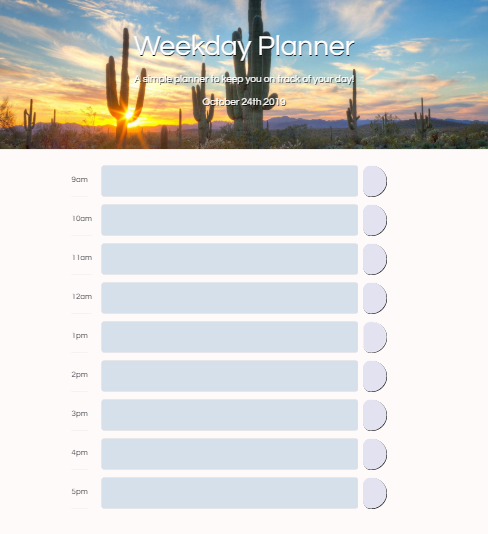 Weekday Planner
A simple planner to keep you on track of your day!
October 24th 2019
9am
10am
11am
12am
1pm
2pm
3pm
4pm
5pm